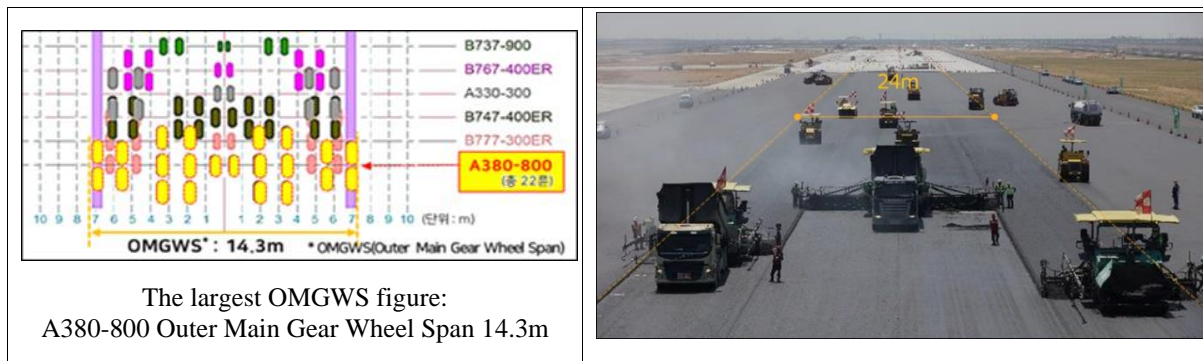 B737-900
B767-400ER
A330-300
B747-400ER
B777-300ER
A380-800
(총 22륜)
10 9 8 7 6 5 4 3 2 1 1 2 3 4 5 6 7 8 9 10 (단위 : m)
OMGWS* : 14.3m * OMGWS(Outer Main Gear Wheel Span)
The largest OMGWS figure:
A380-800 Outer Main Gear Wheel Span 14.3m
24m